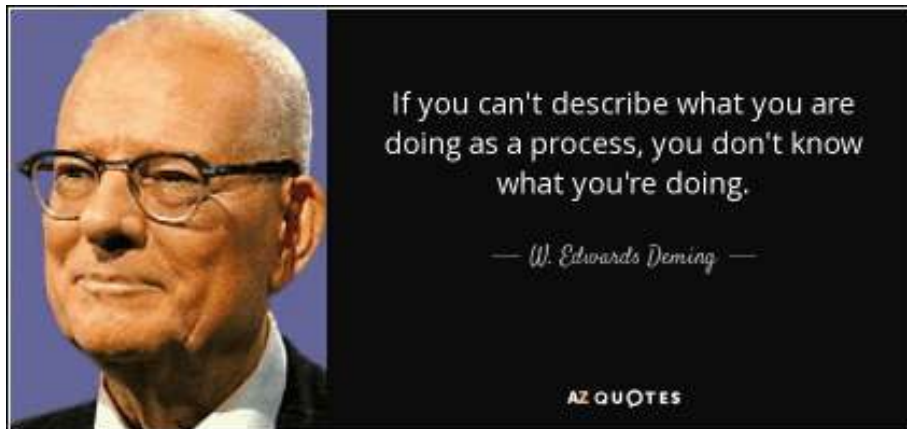 If you can't describe what you are
doing as a process, you don't know
what you're doing.
— W. Edwards Deming —
AZ QUOTES